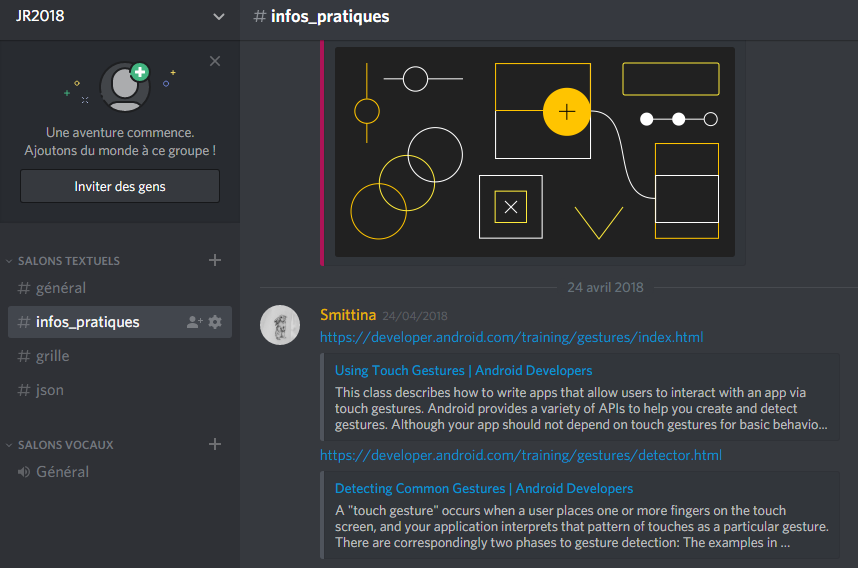 JR2018
Une aventure commence.
Ajoutons du monde à ce groupe !
Inviter des gens
SALONS TEXTUELS
# général
# infos_pratiques
# grille
# json
SALONS VOCAUX
Général
# infos_pratiques
24 avril 2018
Smittina 24/04/2018
https://developer.android.com/training/gestures/index.html
Using Touch Gestures | Android Developers
This class describes how to write apps that allow users to interact with an app via
touch gestures. Android provides a variety of APIs to help you create and detect
gestures. Although your app should not depend on touch gestures for basic behavio...
https://developer.android.com/training/gestures/detector.html
Detecting Common Gestures | Android Developers
A "touch gesture" occurs when a user places one or more fingers on the touch
screen, and your application interprets that pattern of touches as a particular gesture.
There are correspondingly two phases to gesture detection: The examples in ...